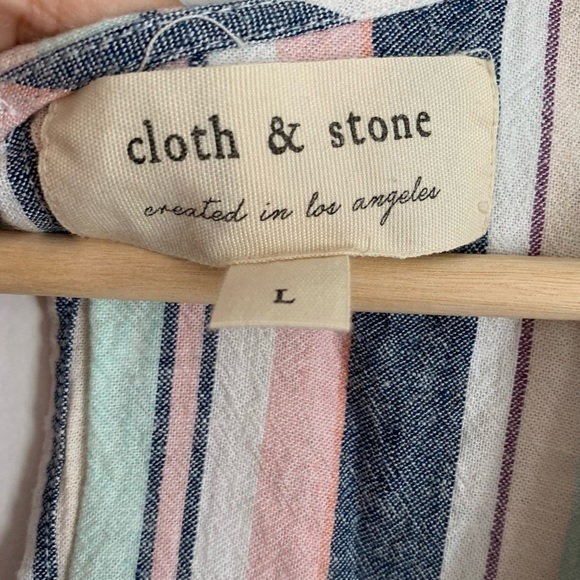 cloth & stone
created in los angeles
L